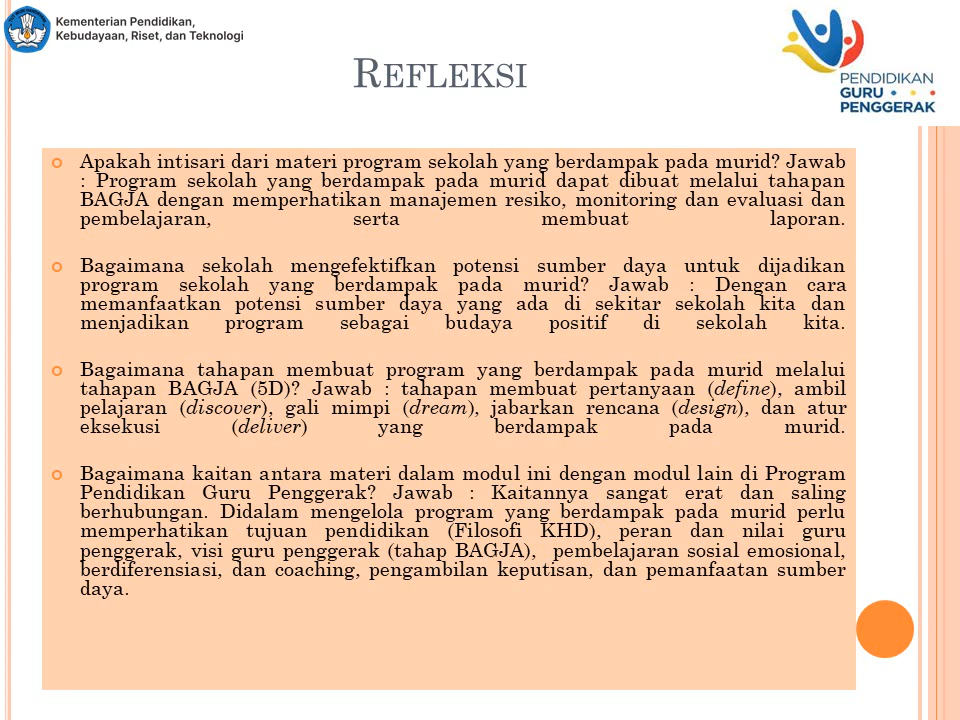 Kementerian Pendidikan,
Kebudayaan, Riset, dan Teknologi
REFLEKSI
PENDIDIKAN
GURU
PENGGERAK
Apakah intisari dari materi program sekolah yang berdampak pada murid? Jawab
: Program sekolah yang berdampak pada murid dapat dibuat melalui tahapan
BAGJA dengan memperhatikan manajemen resiko, monitoring dan evaluasi dan
pembelajaran, serta membuat laporan.
Bagaimana sekolah mengefektifkan potensi sumber daya untuk dijadikan
program sekolah yang berdampak pada murid? Jawab : Dengan cara
memanfaatkan potensi sumber daya yang ada di sekitar sekolah kita dan
menjadikan program sebagai budaya positif di sekolah kita.
Bagaimana tahapan membuat program yang berdampak pada murid melalui
tahapan BAGJA (5D)? Jawab : tahapan membuat pertanyaan (define), ambil
pelajaran (discover), gali mimpi (dream), jabarkan rencana (design), dan atur
eksekusi (deliver) yang berdampak pada murid.
Bagaimana kaitan antara materi dalam modul ini dengan modul lain di Program
Pendidikan Guru Penggerak? Jawab : Kaitannya sangat erat dan saling
berhubungan. Didalam mengelola program yang berdampak pada murid perlu
memperhatikan tujuan pendidikan (Filosofi KHD), peran dan nilai guru
penggerak, visi guru penggerak (tahap BAGJA), pembelajaran sosial emosional,
berdiferensiasi, dan coaching, pengambilan keputisan, dan pemanfaatan sumber
daya.